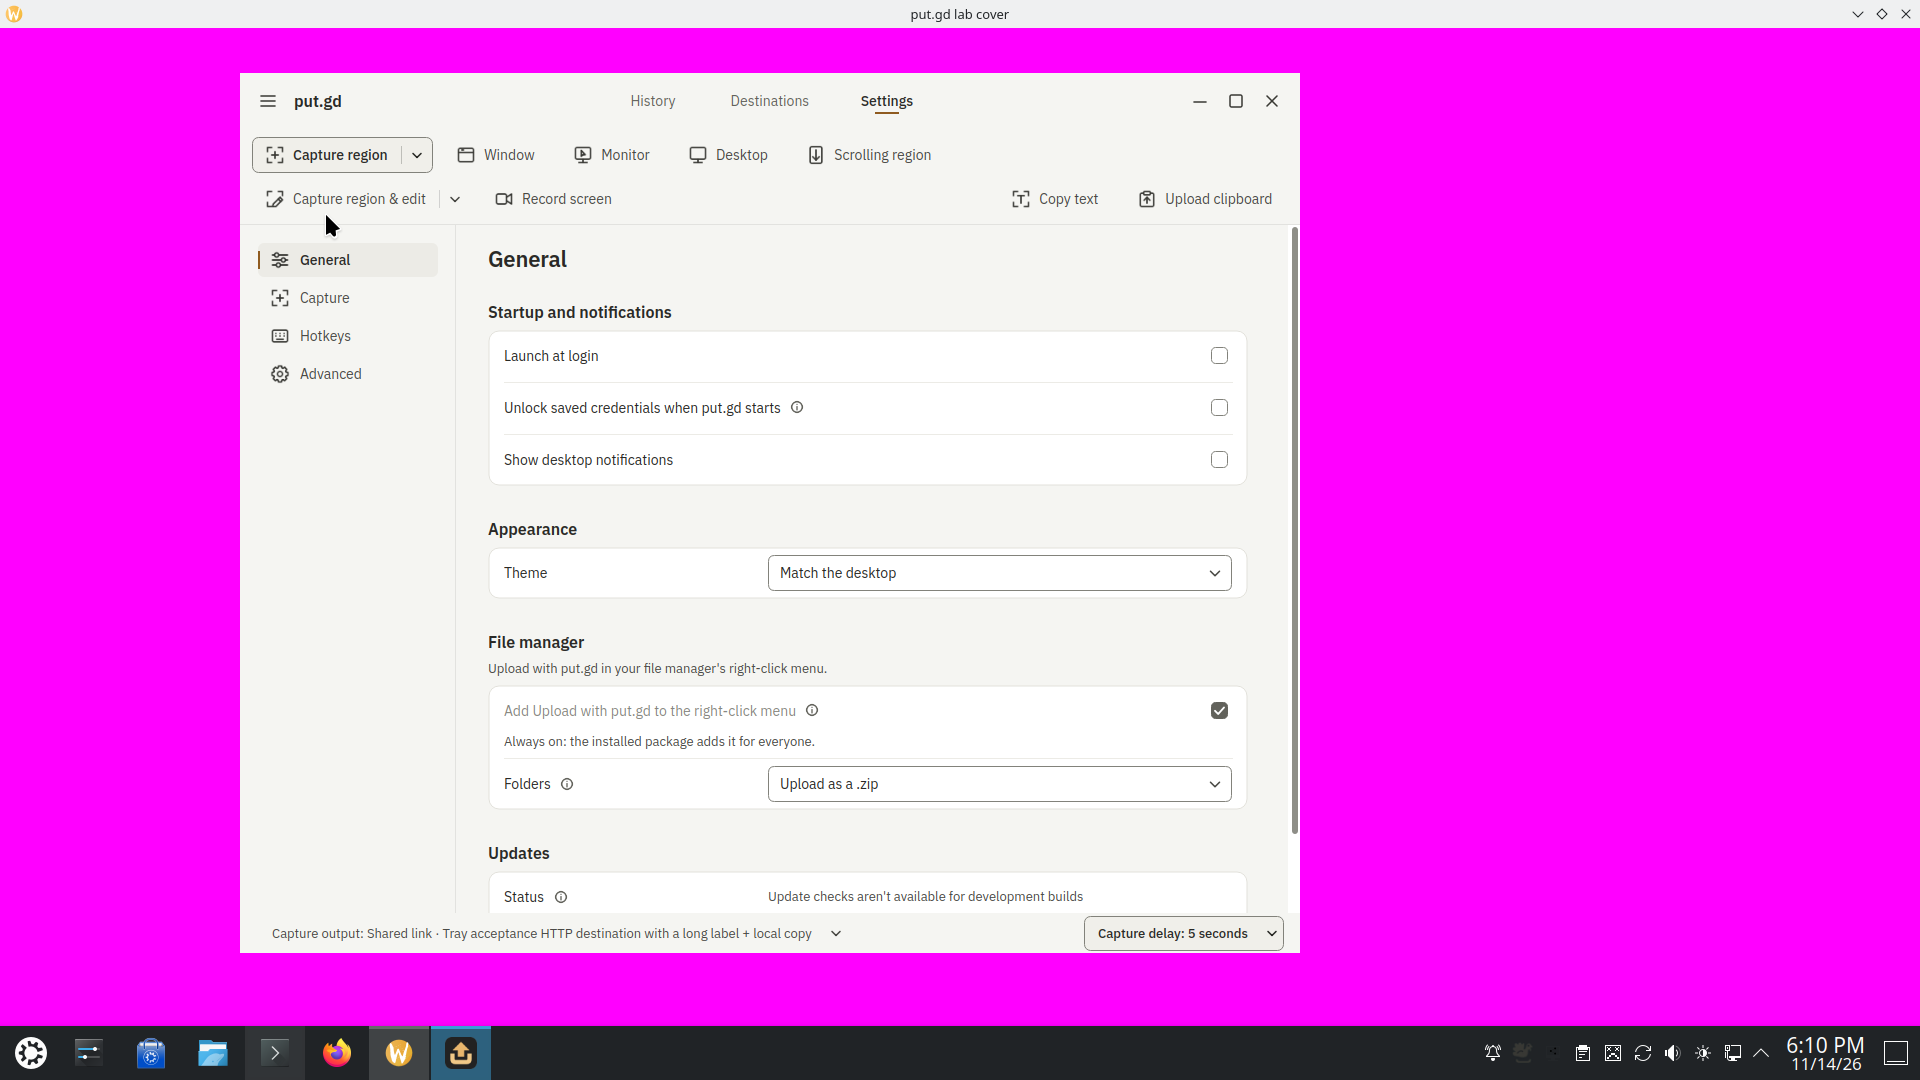 put.gd lab cover
put.gd
History
Destinations
Settings
Capture region
Window
Monitor
Desktop
Scrolling region
Capture region & edit
Record screen
Copy text
Upload clipboard
General
Capture
Hotkeys
Advanced
General
Startup and notifications
Launch at login
Unlock saved credentials when put.gd starts
Show desktop notifications
Appearance
Theme
Match the desktop
File manager
Upload with put.gd in your file manager's right-click menu.
Add Upload with put.gd to the right-click menu
Always on: the installed package adds it for everyone.
Folders
Upload as a .zip
Updates
Status
Update checks aren't available for development builds
Capture output: Shared link · Tray acceptance HTTP destination with a long label + local copy
Capture delay: 5 seconds
6:10 PM
11/14/26